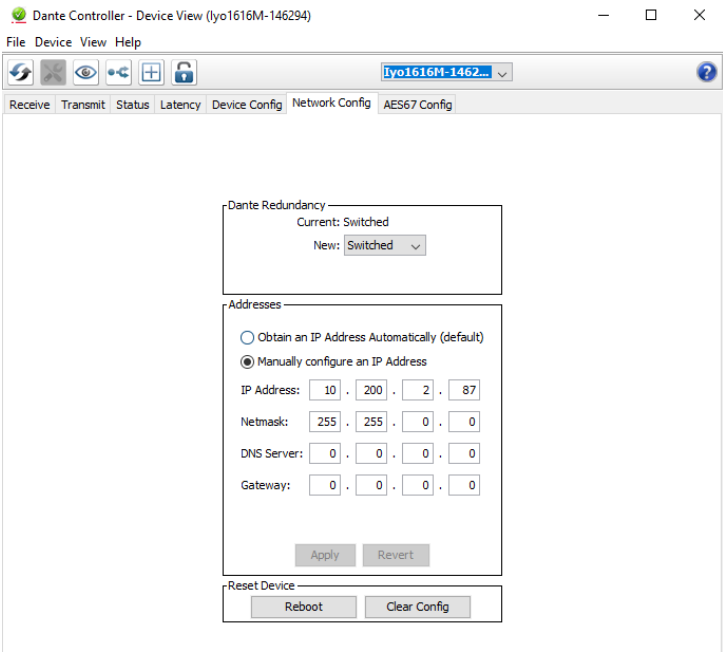 Dante Controller - Device View (Iyo1616M-146294)
File Device View Help
Iyo1616M-1462...
Receive Transmit Status Latency Device Config Network Config AES67 Config
Dante Redundancy
Current: Switched
New: Switched
Addresses
Obtain an IP Address Automatically (default)
Manually configure an IP Address
IP Address: 10 . 200 . 2 . 87
Netmask: 255 . 255 . 0 . 0
DNS Server: 0 . 0 . 0 . 0
Gateway: 0 . 0 . 0 . 0
Apply Revert
Reset Device
Reboot Clear Config